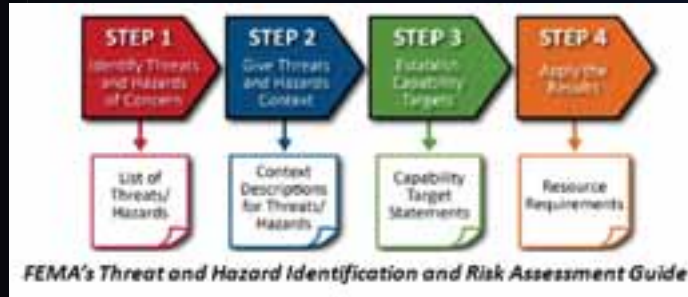 STEP 1
Identify Threats
and Hazards
of Concern
STEP 2
Give Threats
and Hazards
Context
STEP 3
Establish
Capability
Targets
STEP 4
Apply the
Results
List of
Threats/
Hazards
Context
Descriptions
for Threats/
Hazards
Capability
Target
Statements
Resource
Requirements
FEMA's Threat and Hazard Identification and Risk Assessment Guide